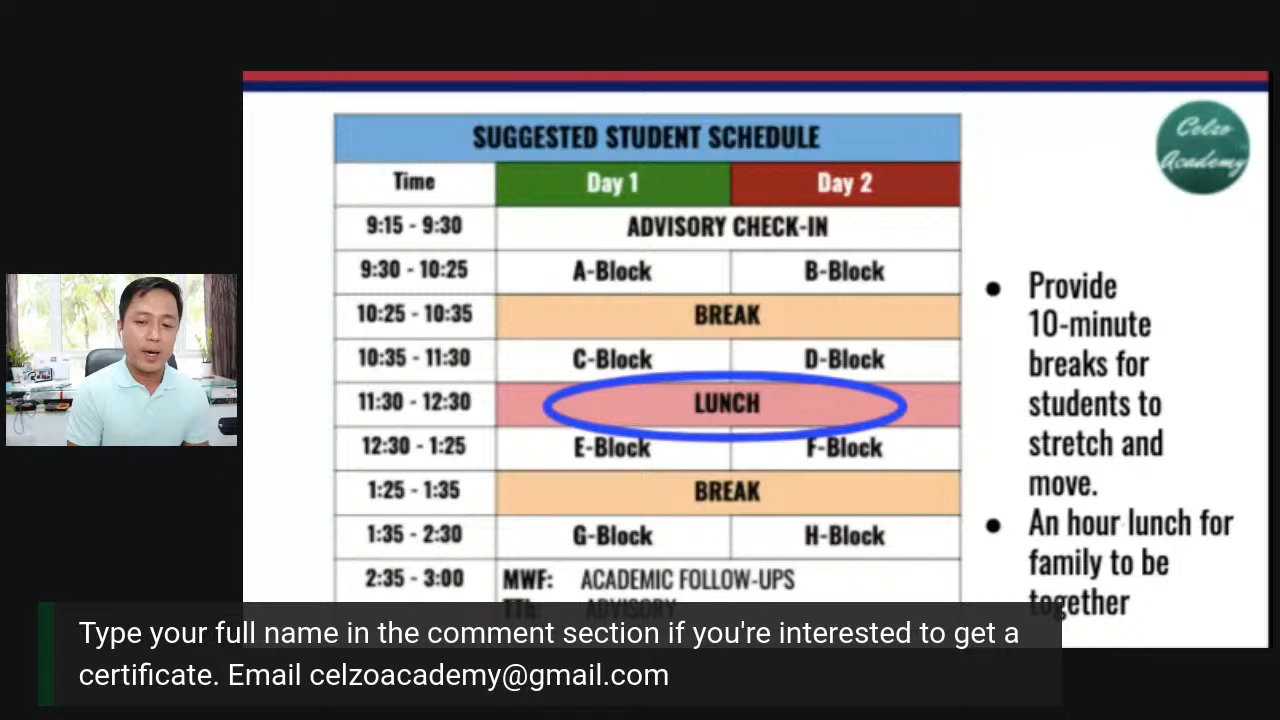 Celzo
Academy
SUGGESTED STUDENT SCHEDULE
Time Day 1 Day 2
9:15 - 9:30 ADVISORY CHECK-IN
9:30 - 10:25 A-Block B-Block
10:25 - 10:35 BREAK
10:35 - 11:30 C-Block D-Block
11:30 - 12:30 LUNCH
12:30 - 1:25 E-Block F-Block
1:25 - 1:35 BREAK
1:35 - 2:30 G-Block H-Block
2:35 - 3:00 MWF: ACADEMIC FOLLOW-UPS
TTh: ADVISORY
● Provide
10-minute
breaks for
students to
stretch and
move.
● An hour lunch for
family to be
together
Type your full name in the comment section if you're interested to get a
certificate. Email celzoacademy@gmail.com